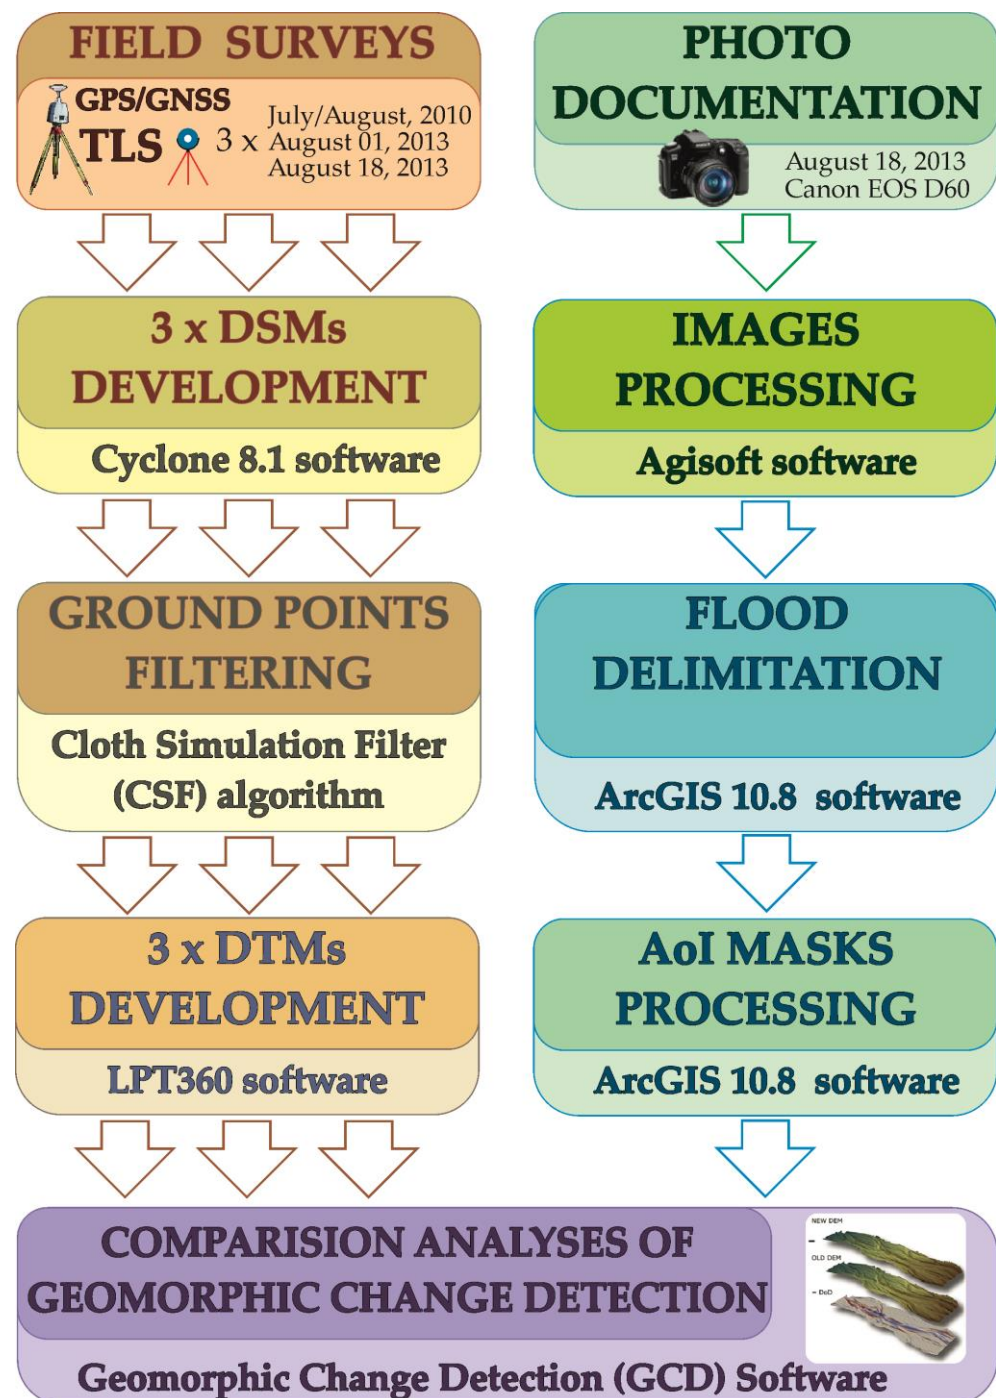 FIELD SURVEYS
GPS/GNSS
TLS
3 x
July/August, 2010
August 01, 2013
August 18, 2013
3 x DSMs
DEVELOPMENT
Cyclone 8.1 software
GROUND POINTS
FILTERING
Cloth Simulation Filter
(CSF) algorithm
3 x DTMs
DEVELOPMENT
LPT360 software
PHOTO
DOCUMENTATION
August 18, 2013
Canon EOS D60
IMAGES
PROCESSING
Agisoft software
FLOOD
DELIMITATION
ArcGIS 10.8 software
AoI MASKS
PROCESSING
ArcGIS 10.8 software
COMPARISION ANALYSES OF
GEOMORPHIC CHANGE DETECTION
NEW DEM
-
OLD DEM
= DoD
Geomorphic Change Detection (GCD) Software